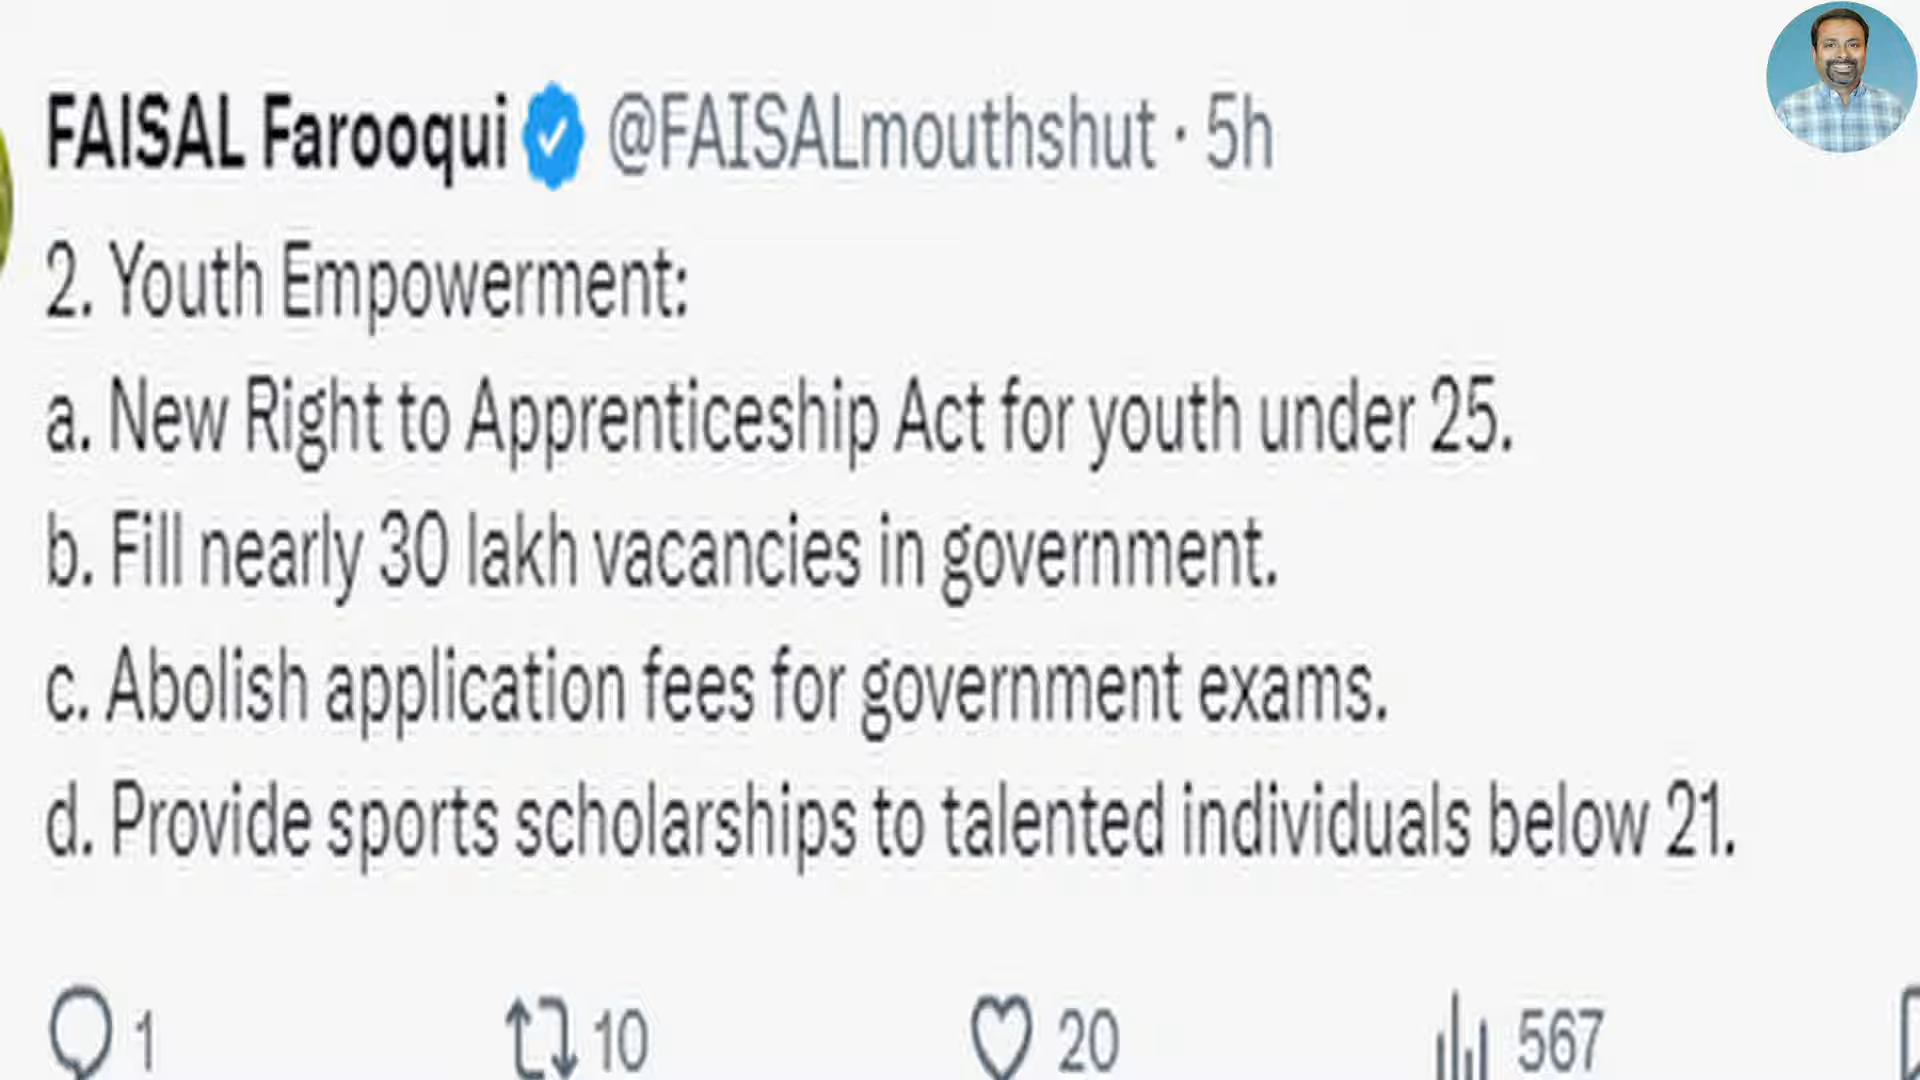 FAISAL Farooqui @FAISALmouthshut · 5h
2. Youth Empowerment:
a. New Right to Apprenticeship Act for youth under 25.
b. Fill nearly 30 lakh vacancies in government.
c. Abolish application fees for government exams.
d. Provide sports scholarships to talented individuals below 21.
1 10 20 567